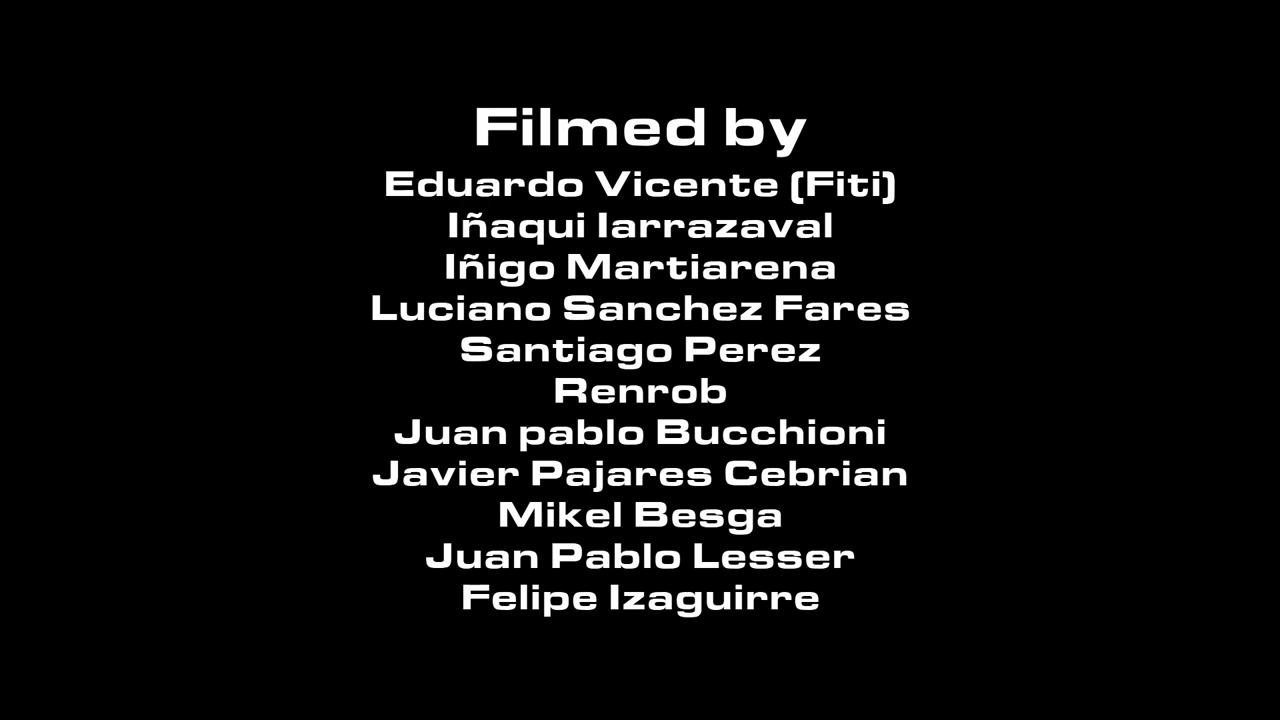 Filmed by
Eduardo Vicente (Fiti)
Iñaqui Iarrazaval
Iñigo Martiarena
Luciano Sanchez Fares
Santiago Perez
Renrob
Juan pablo Bucchioni
Javier Pajares Cebrian
Mikel Besga
Juan Pablo Lesser
Felipe Izaguirre